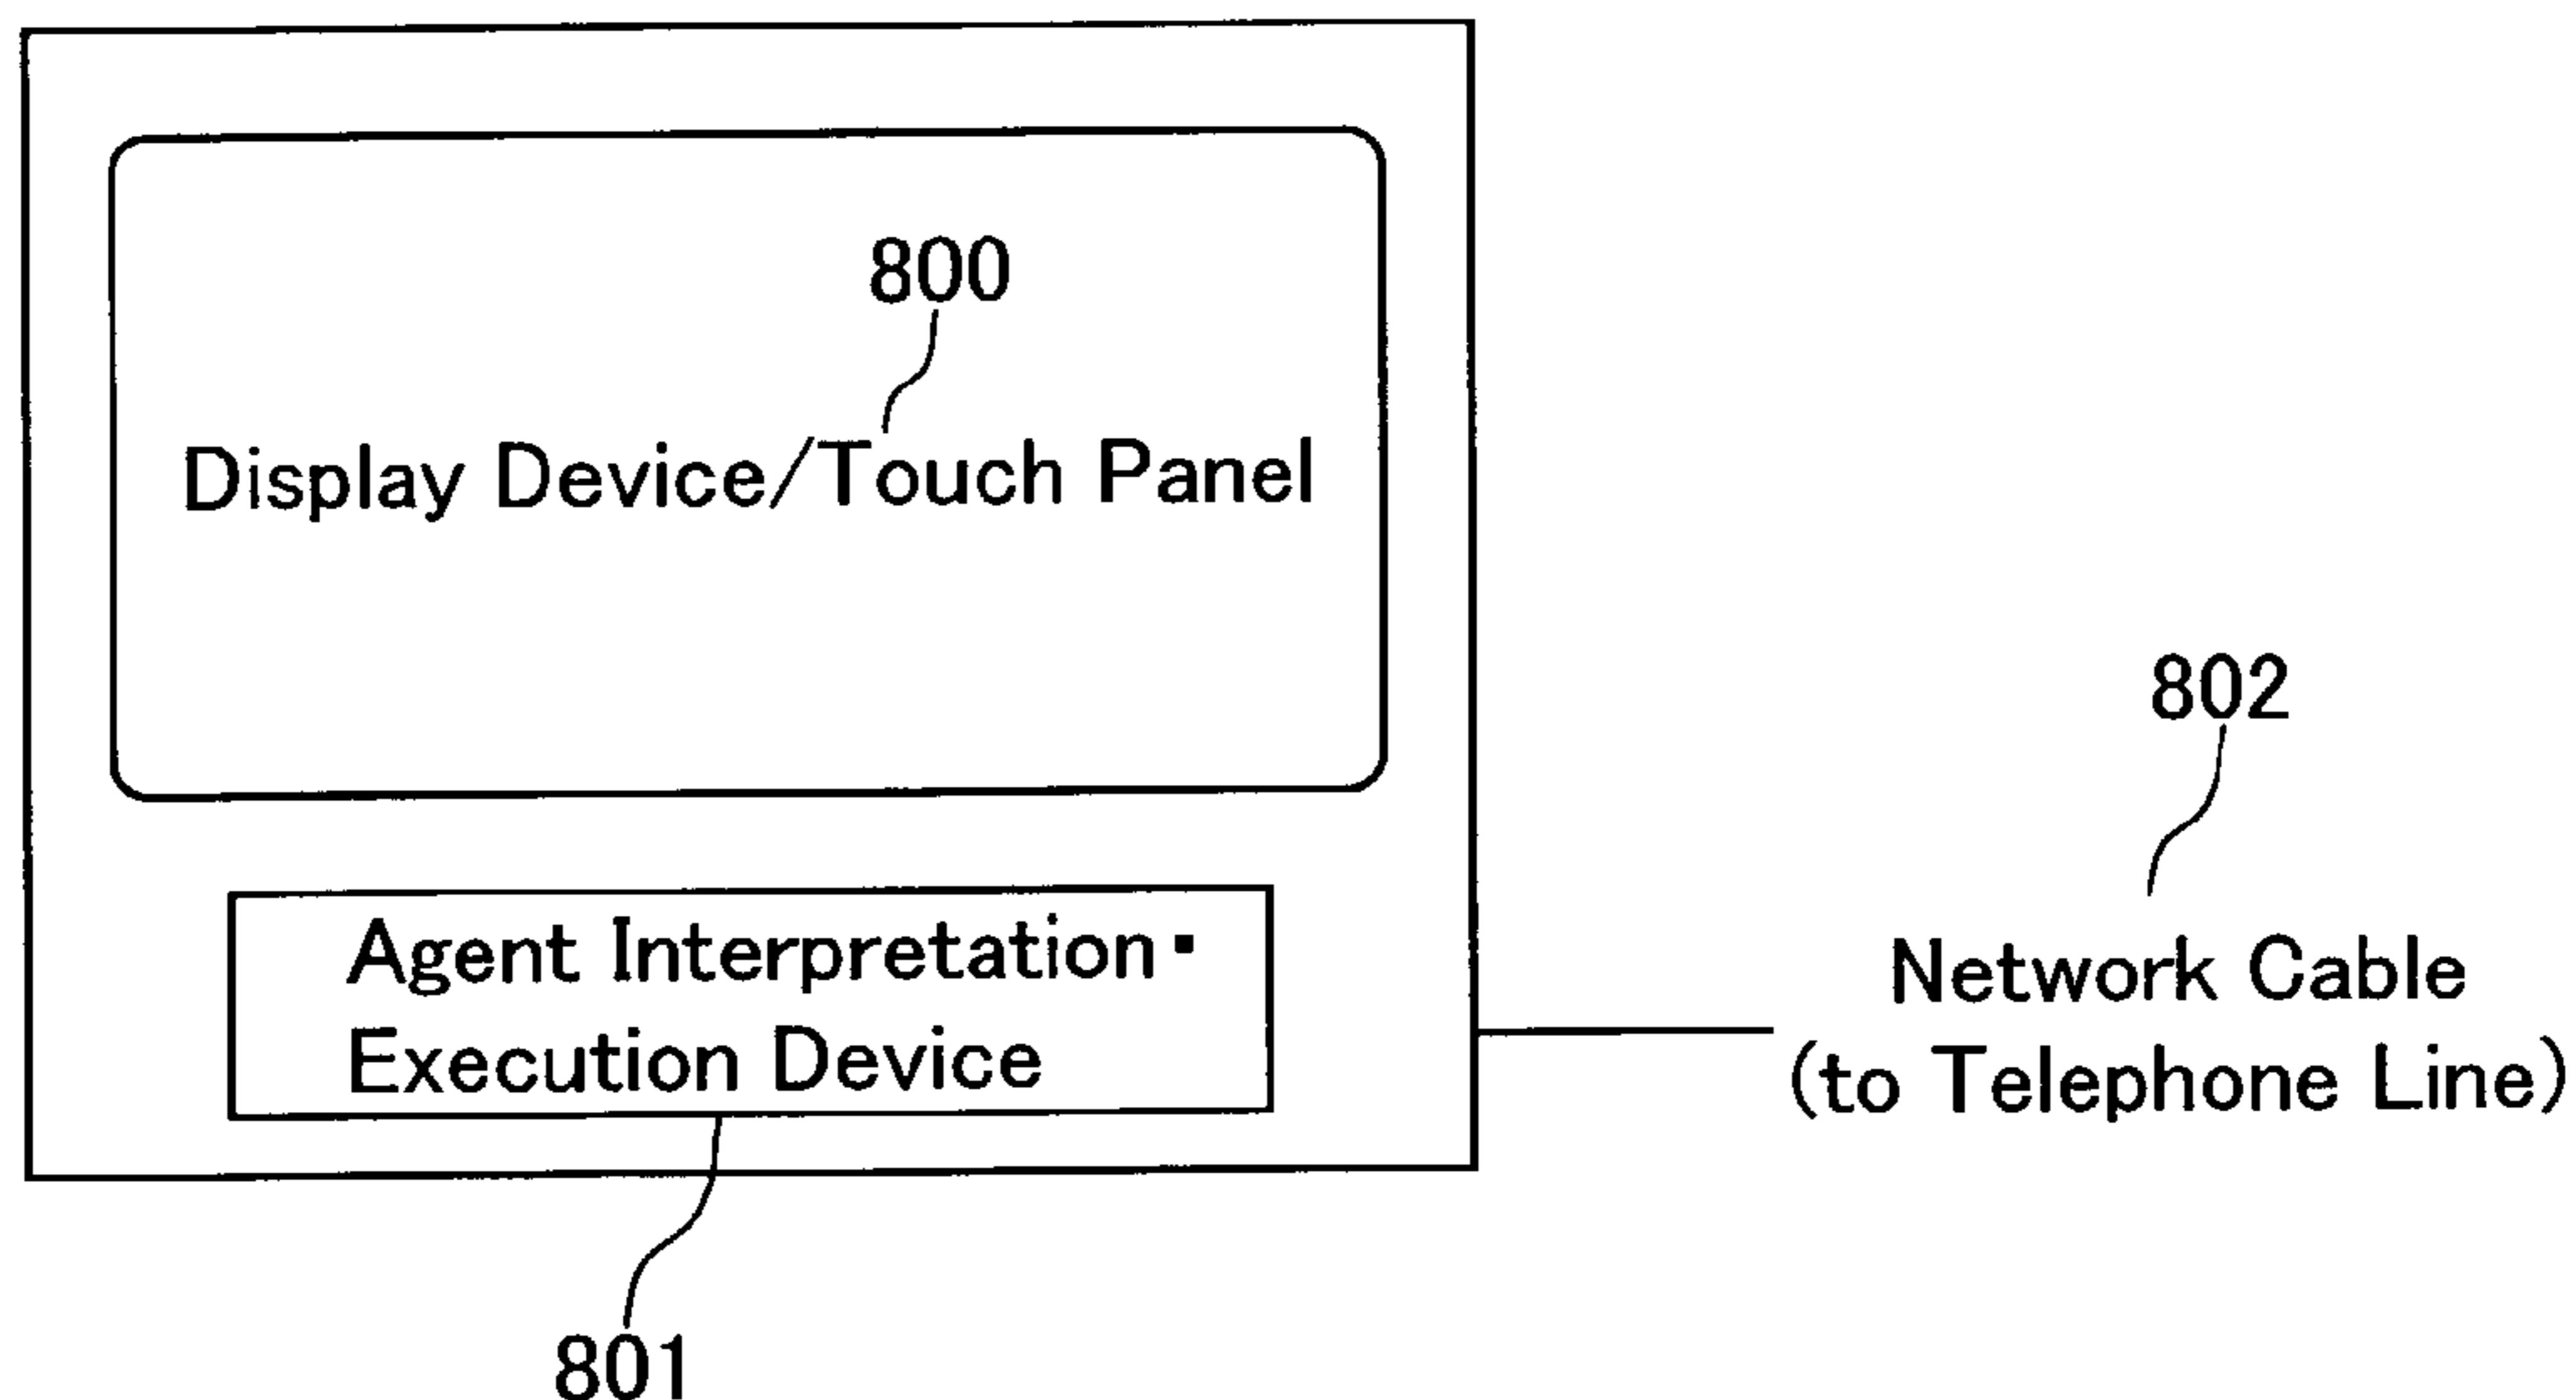 800
Display Device/Touch Panel
802
Agent Interpretation・
Execution Device
Network Cable
(to Telephone Line)
801